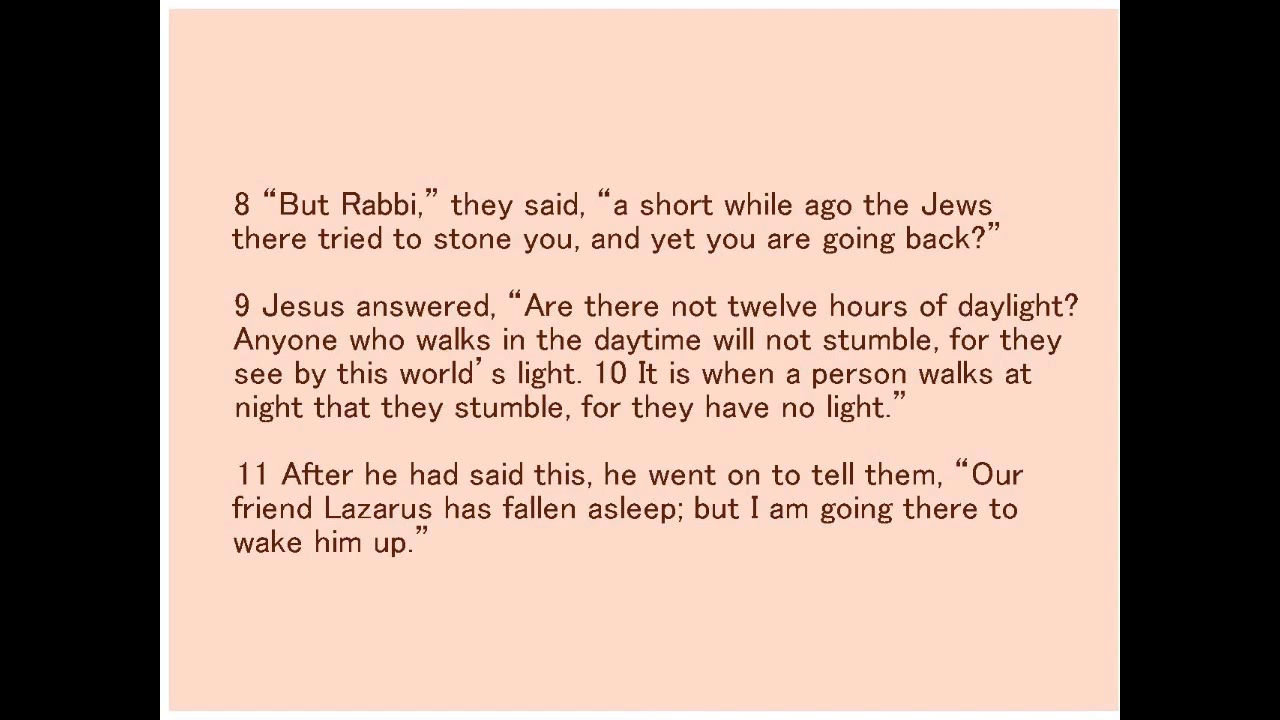 8 “But Rabbi,” they said, “a short while ago the Jews
there tried to stone you, and yet you are going back?”
9 Jesus answered, “Are there not twelve hours of daylight?
Anyone who walks in the daytime will not stumble, for they
see by this world’s light. 10 It is when a person walks at
night that they stumble, for they have no light.”
11 After he had said this, he went on to tell them, “Our
friend Lazarus has fallen asleep; but I am going there to
wake him up.”